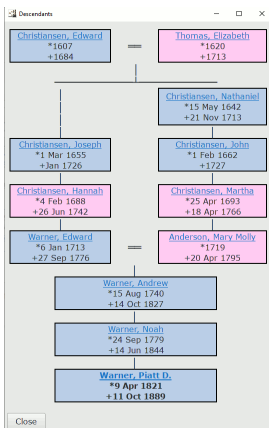 Descendants
Christiansen, Edward
*1607
+1684
Thomas, Elizabeth
*1620
+1713
Christiansen, Nathaniel
*15 May 1642
+21 Nov 1713
Christiansen, Joseph
*1 Mar 1655
+Jan 1726
Christiansen, John
*1 Feb 1662
+1727
Christiansen, Hannah
*4 Feb 1688
+26 Jun 1742
Christiansen, Martha
*25 Apr 1693
+18 Apr 1766
Warner, Edward
*6 Jan 1713
+27 Sep 1776
Anderson, Mary Molly
*1719
+20 Apr 1795
Warner, Andrew
*15 Aug 1740
+14 Oct 1827
Warner, Noah
*24 Sep 1779
+14 Jun 1844
Warner, Piatt D.
*9 Apr 1821
+11 Oct 1889
Close